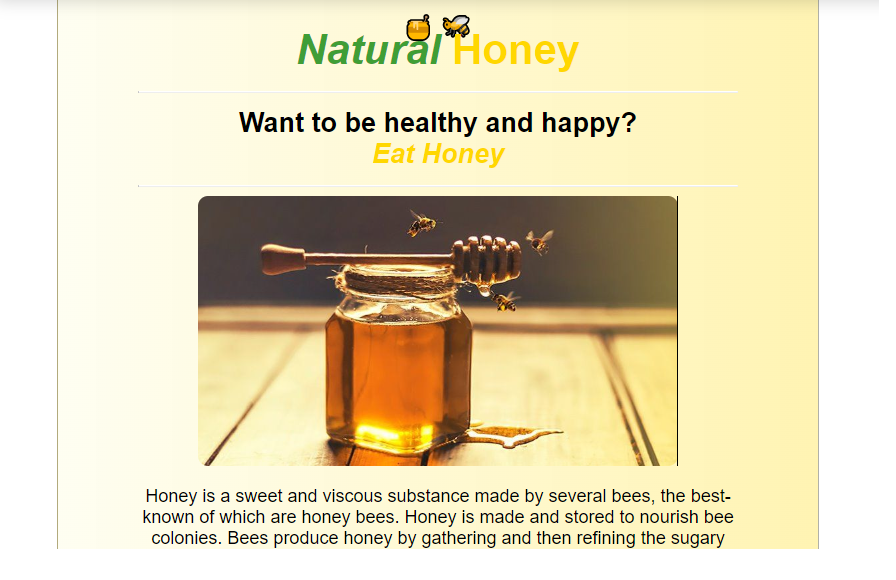 Natural Honey
Want to be healthy and happy?
Eat Honey
Honey is a sweet and viscous substance made by several bees, the best-
known of which are honey bees. Honey is made and stored to nourish bee
colonies. Bees produce honey by gathering and then refining the sugary